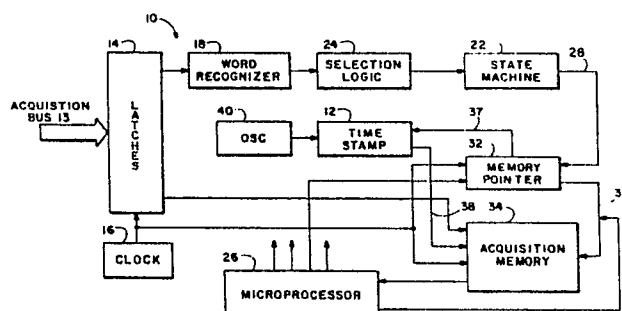 10
14
18
24
22
28
WORD RECOGNIZER
SELECTION LOGIC
STATE MACHINE
ACQUISTION BUS 13
LATCHES
40
12
37
OSC
TIME STAMP
32
MEMORY POINTER
38
34
3
16
CLOCK
26
ACQUISITION MEMORY
MICROPROCESSOR